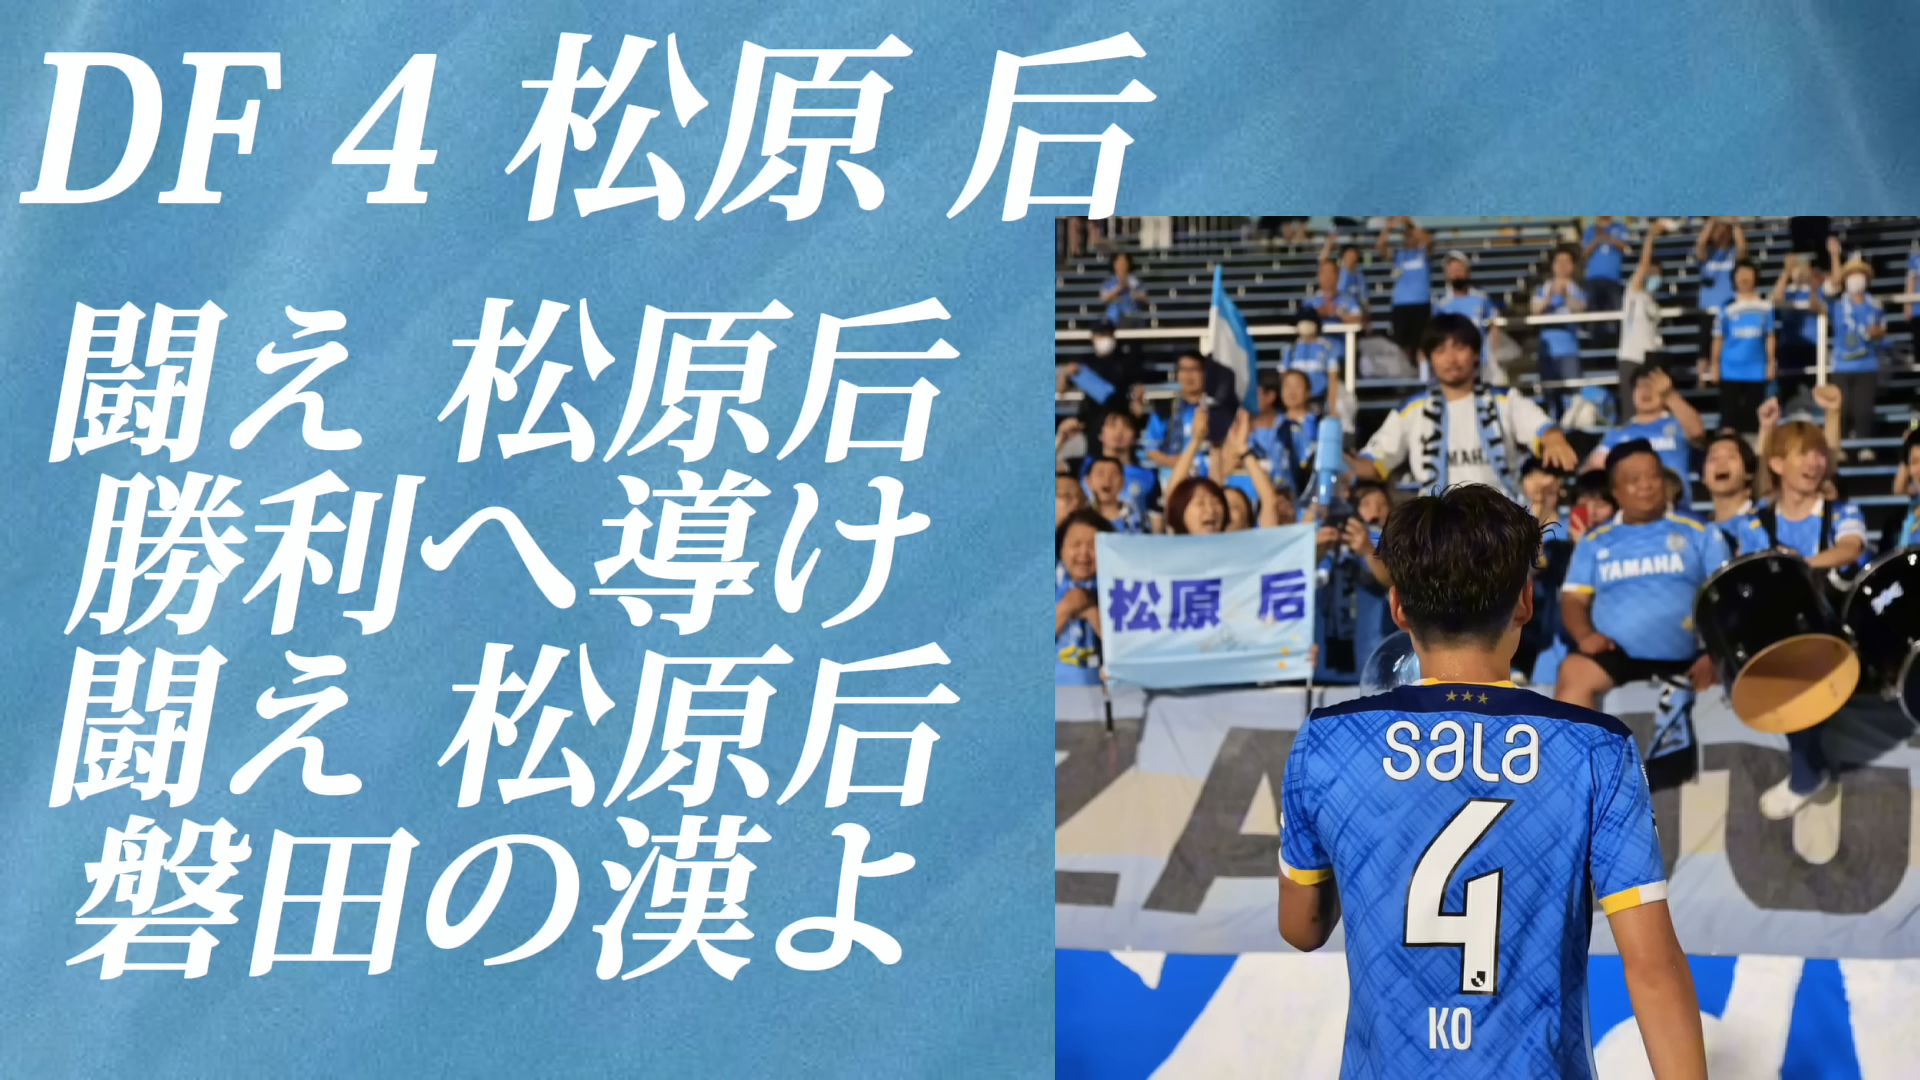 DF 4 松原 后
闘え 松原后
勝利へ導け
闘え 松原后
磐田の漢よ
YAMAHA
松原 后
sala
4
KO